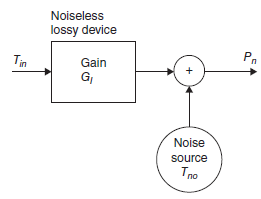 Noiseless
lossy device
T_in
Gain
G_l
+
P_n
Noise
source
T_no